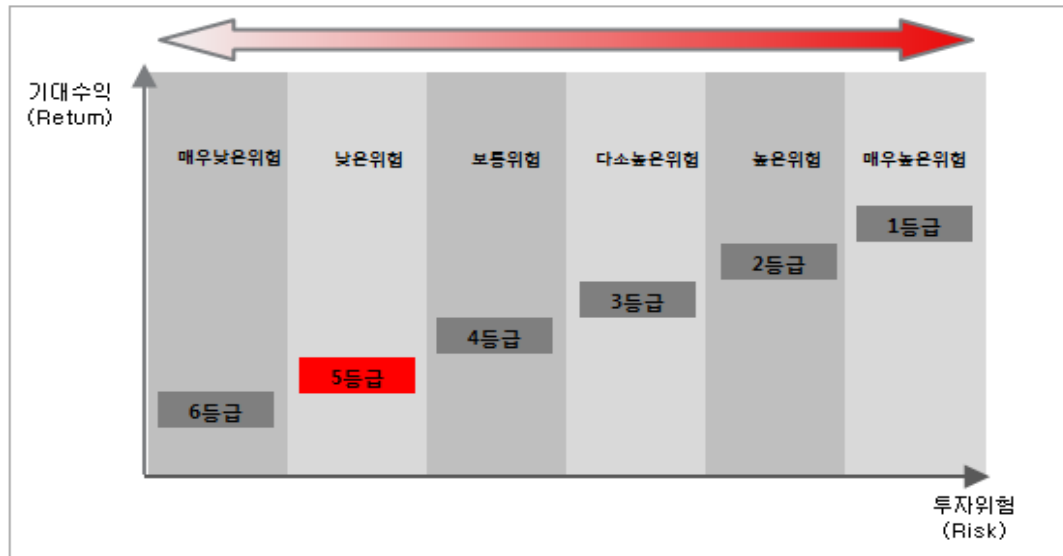 기대수익
(Return)
매우낮은위험 낮은위험 보통위험 다소높은위험 높은위험 매우높은위험
1등급
2등급
3등급
4등급
5등급
6등급
투자위험
(Risk)